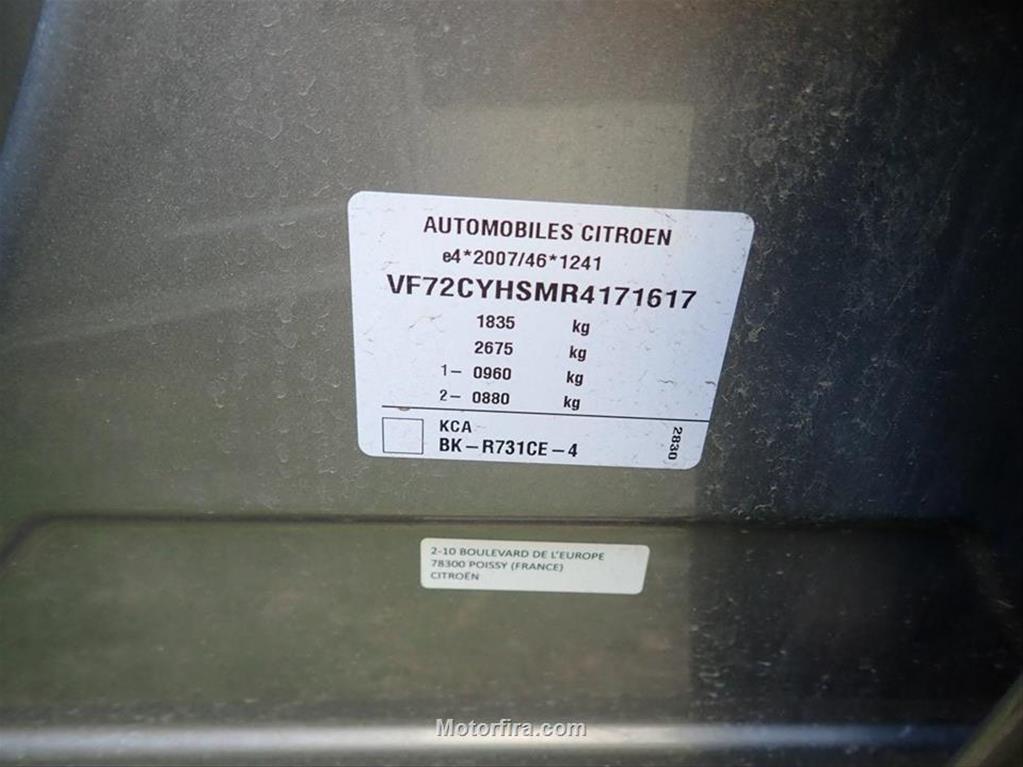 AUTOMOBILES CITROEN
e4*2007/46*1241
VF72CYHSMR4171617
1835 kg
2675 kg
1- 0960 kg
2- 0880 kg
KCA
BK-R731CE-4
2830
2-10 BOULEVARD DE L'EUROPE
78300 POISSY (FRANCE)
CITROËN
Motorfira.com